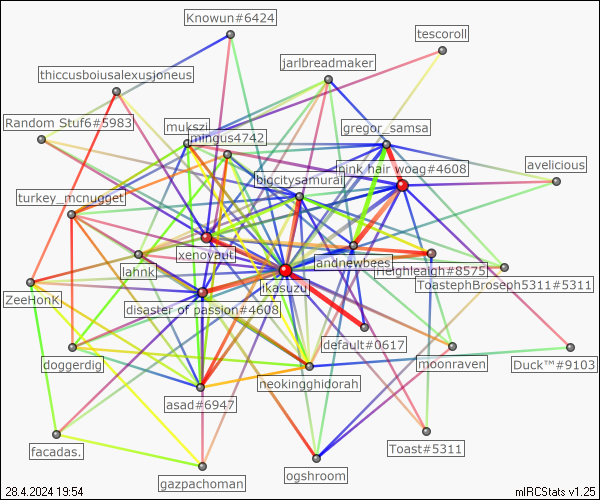 Knowun#6424
tescoroll
jarlbreadmaker
thiccusboiusalexusjoneus
Random Stuf6#5983
mukszi
gregor_samsa
mingus4742
avelicious
pink hair woag#4608
bigcitysamurai
turkey_mcnugget
xenovaut
andnewbees
lahnk
neighleaigh#8575
ToastephBroseph5311#5311
ikasuzu
ZeeHonK
disaster of passion#4608
default#0617
doggerdig
moonraven
Duck™#9103
neokingghidorah
asad#6947
facadas.
Toast#5311
ogshroom
gazpachoman
28.4.2024 19:54
mIRCStats v1.25